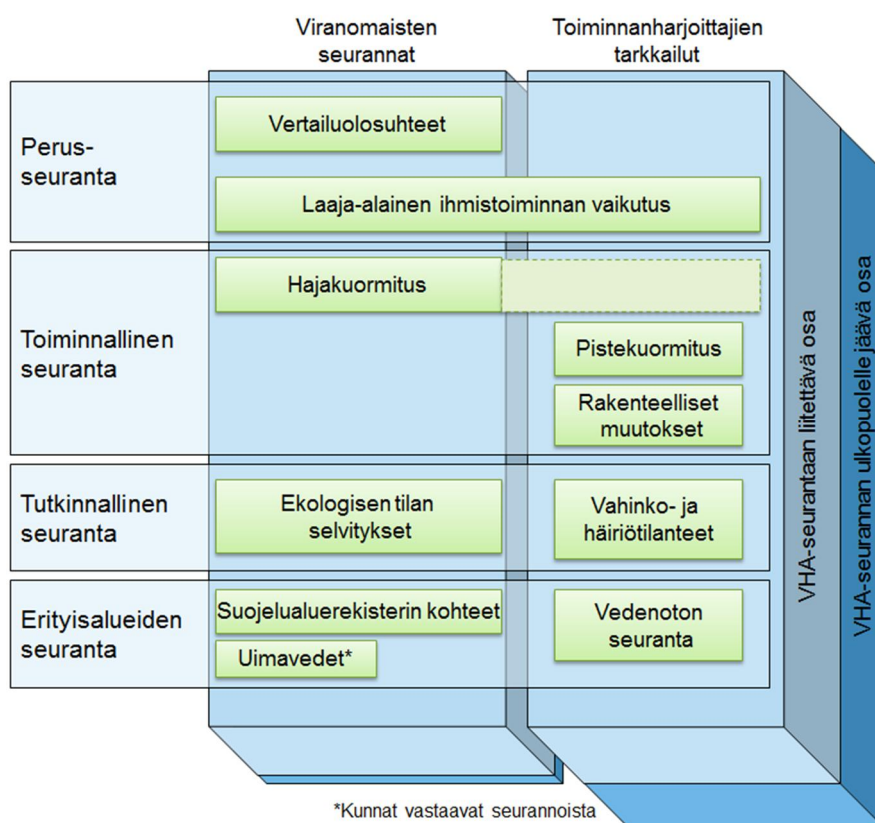 Viranomaisten
seurannat
Toiminnanharjoittajien
tarkkailut
Perus-
seuranta
Vertailuolosuhteet
Laaja-alainen ihmistoiminnan vaikutus
Toiminnallinen
seuranta
Hajakuormitus
Pistekuormitus
Rakenteelliset
muutokset
Tutkinnallinen
seuranta
Ekologisen tilan
selvitykset
Vahinko- ja
häiriötilanteet
Erityisalueiden
seuranta
Suojelualuerekisterin kohteet
Uimavedet*
Vedenoton
seuranta
VHA-seurantaan liitettävä osa
VHA-seurannan ulkopuolelle jäävä osa
*Kunnat vastaavat seurannoista